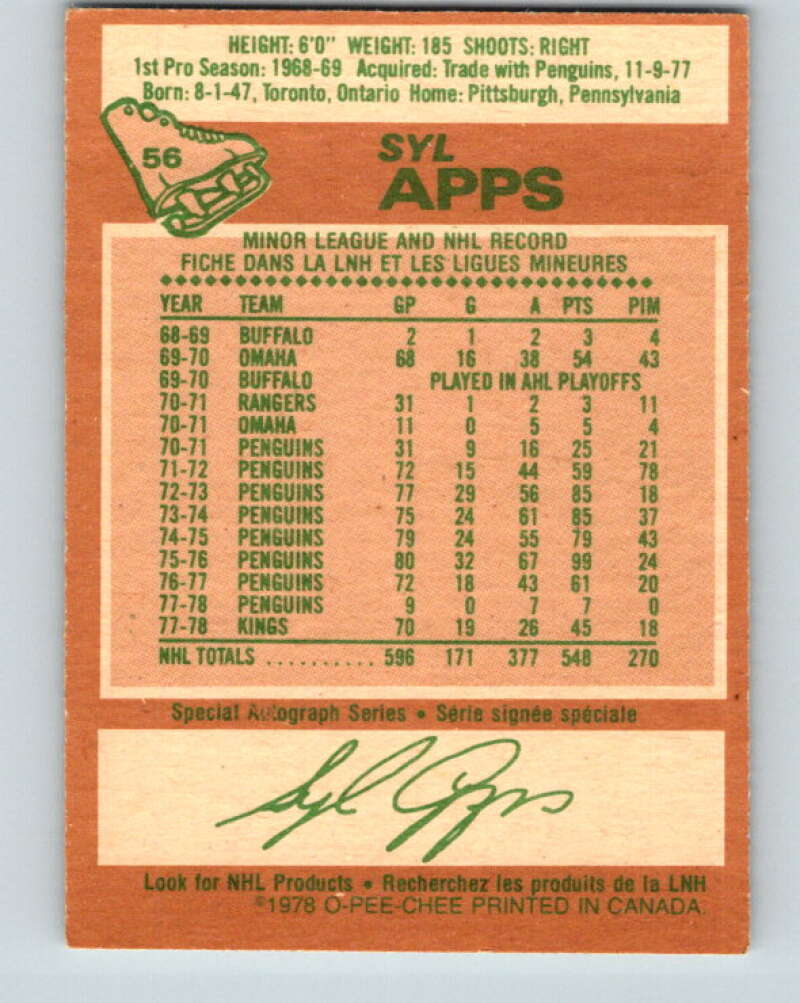 HEIGHT: 6'0" WEIGHT: 185 SHOOTS: RIGHT
1st Pro Season: 1968-69 Acquired: Trade with Penguins, 11-9-77
Born: 8-1-47, Toronto, Ontario Home: Pittsburgh, Pennsylvania
56
SYL
APPS
MINOR LEAGUE AND NHL RECORD
FICHE DANS LA LNH ET LES LIGUES MINEURES
YEAR TEAM GP G A PTS PIM
68-69 BUFFALO 2 1 2 3 4
69-70 OMAHA 68 16 38 54 43
69-70 BUFFALO PLAYED IN AHL PLAYOFFS
70-71 RANGERS 31 1 2 3 11
70-71 OMAHA 11 0 5 5 4
70-71 PENGUINS 31 9 16 25 21
71-72 PENGUINS 72 15 44 59 78
72-73 PENGUINS 77 29 56 85 18
73-74 PENGUINS 75 24 61 85 37
74-75 PENGUINS 79 24 55 79 43
75-76 PENGUINS 80 32 67 99 24
76-77 PENGUINS 72 18 43 61 20
77-78 PENGUINS 9 0 7 7 0
77-78 KINGS 70 19 26 45 18
NHL TOTALS .......... 596 171 377 548 270
Special Autograph Series • Série signée spéciale
Syl Apps
Look for NHL Products • Recherchez les produits de la LNH
©1978 O-PEE-CHEE PRINTED IN CANADA.